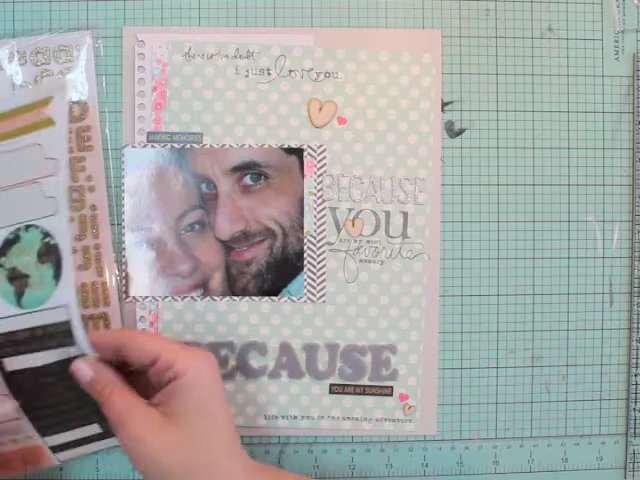 there is no doubt
i just love you.
MAKING MEMORIES
BECAUSE
you
are my most
favorite
memory
BECAUSE
YOU ARE MY SUNSHINE
life with you is one amazing adventure.